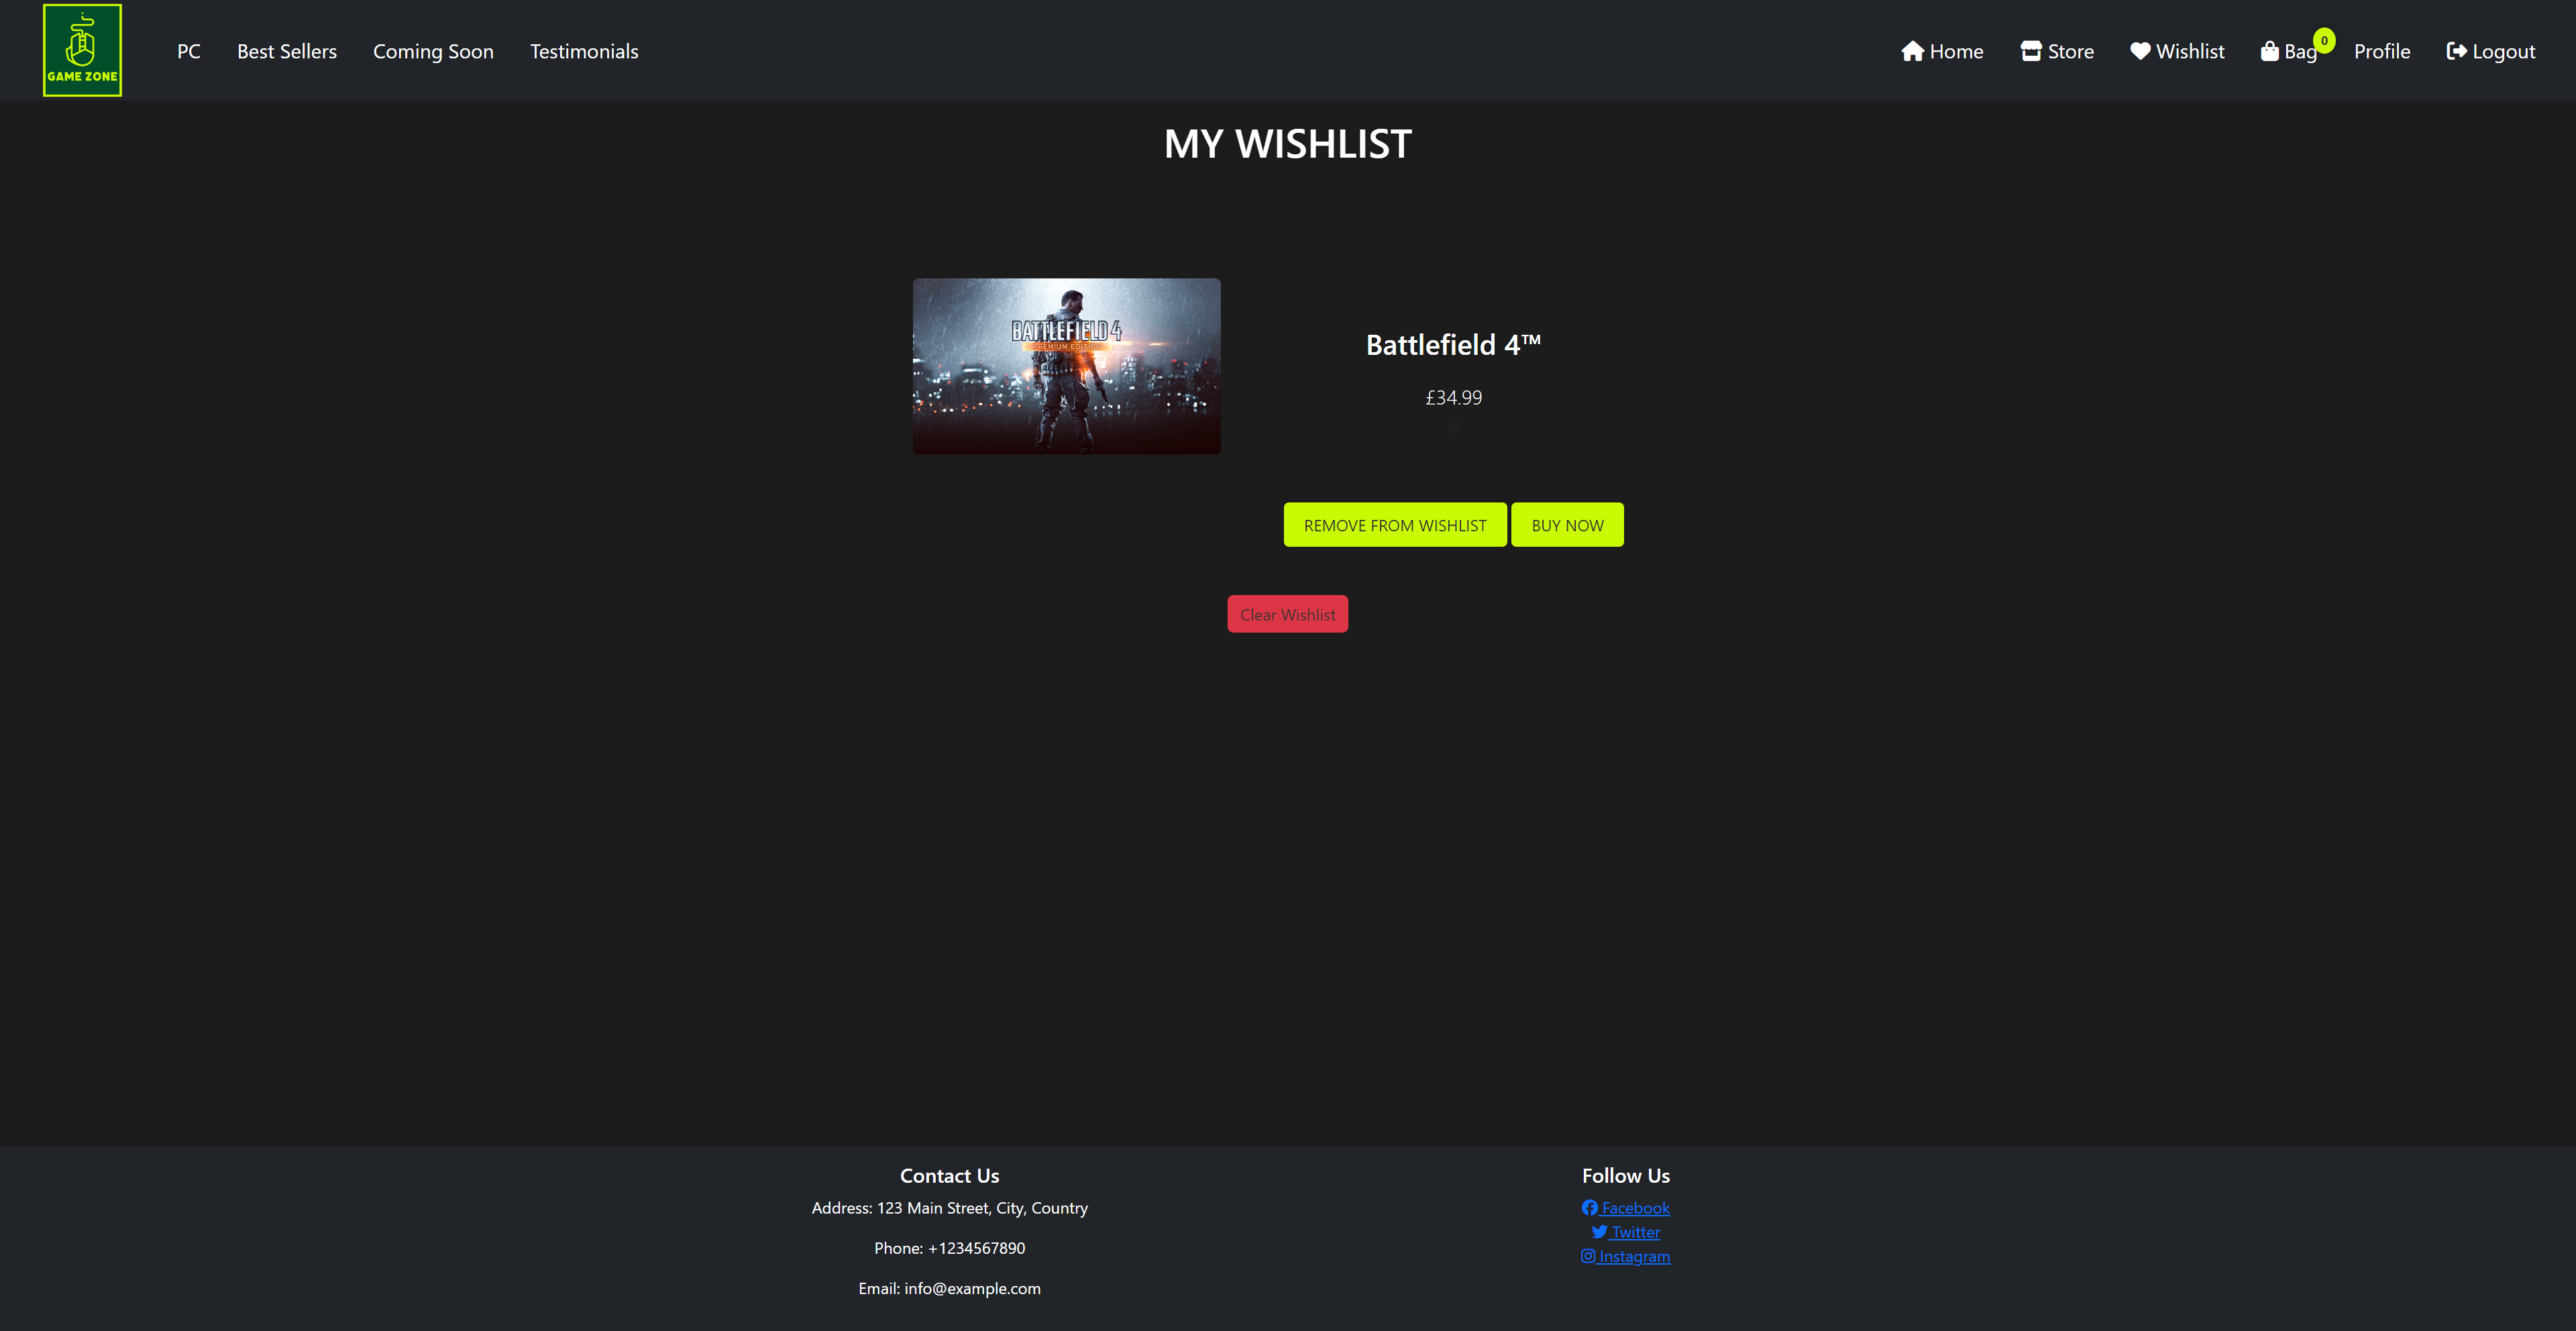 GAME ZONE
PC Best Sellers Coming Soon Testimonials Home Store Wishlist Bag 0 Profile Logout
MY WISHLIST
BATTLEFIELD 4
PREMIUM EDITION
Battlefield 4™
£34.99
#
REMOVE FROM WISHLIST BUY NOW
Clear Wishlist
Contact Us
Address: 123 Main Street, City, Country
Phone: +1234567890
Email: info@example.com
Follow Us
Facebook
Twitter
Instagram